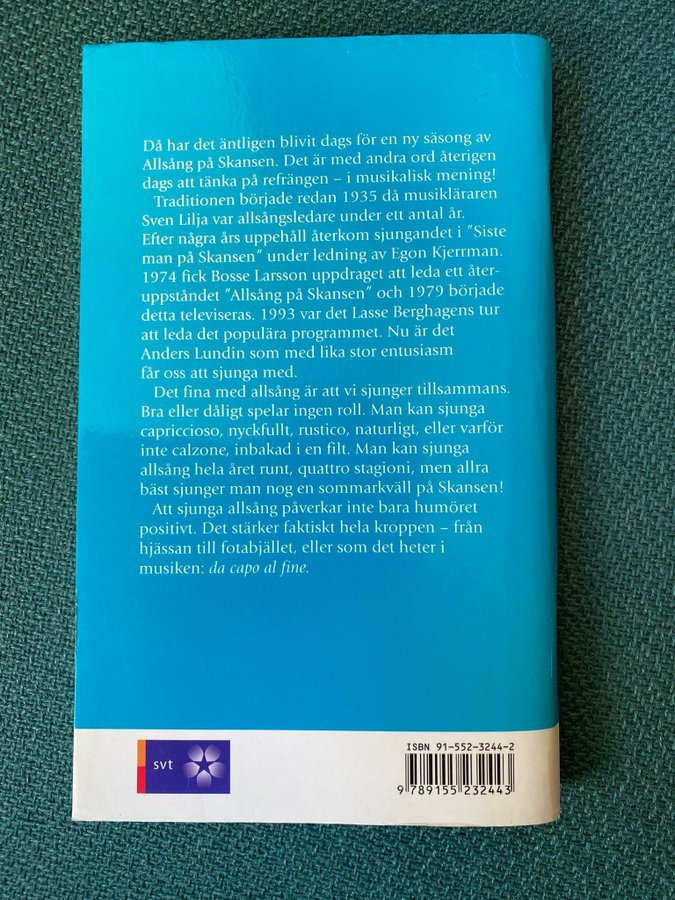 Då har det äntligen blivit dags för en ny säsong av
Allsång på Skansen. Det är med andra ord återigen
dags att tänka på refrängen – i musikalisk mening!
Traditionen började redan 1935 då musikläraren
Sven Lilja var allsångsledare under ett antal år.
Efter några års uppehåll återkom sjungandet i ”Siste
man på Skansen” under ledning av Egon Kjerrman.
1974 fick Bosse Larsson uppdraget att leda ett åter-
uppståndet ”Allsång på Skansen” och 1979 började
detta televiseras. 1993 var det Lasse Berghagens tur
att leda det populära programmet. Nu är det
Anders Lundin som med lika stor entusiasm
får oss att sjunga med.
Det fina med allsång är att vi sjunger tillsammans.
Bra eller dåligt spelar ingen roll. Man kan sjunga
capriccioso, nyckfullt, rustico, naturligt, eller varför
inte calzone, inbakad i en filt. Man kan sjunga
allsång hela året runt, quattro stagioni, men allra
bäst sjunger man nog en sommarkväll på Skansen!
Att sjunga allsång påverkar inte bara humöret
positivt. Det stärker faktiskt hela kroppen – från
hjässan till fotabjället, eller som det heter i
musiken: da capo al fine.
svt
ISBN 91-552-3244-2
9 789155 232443